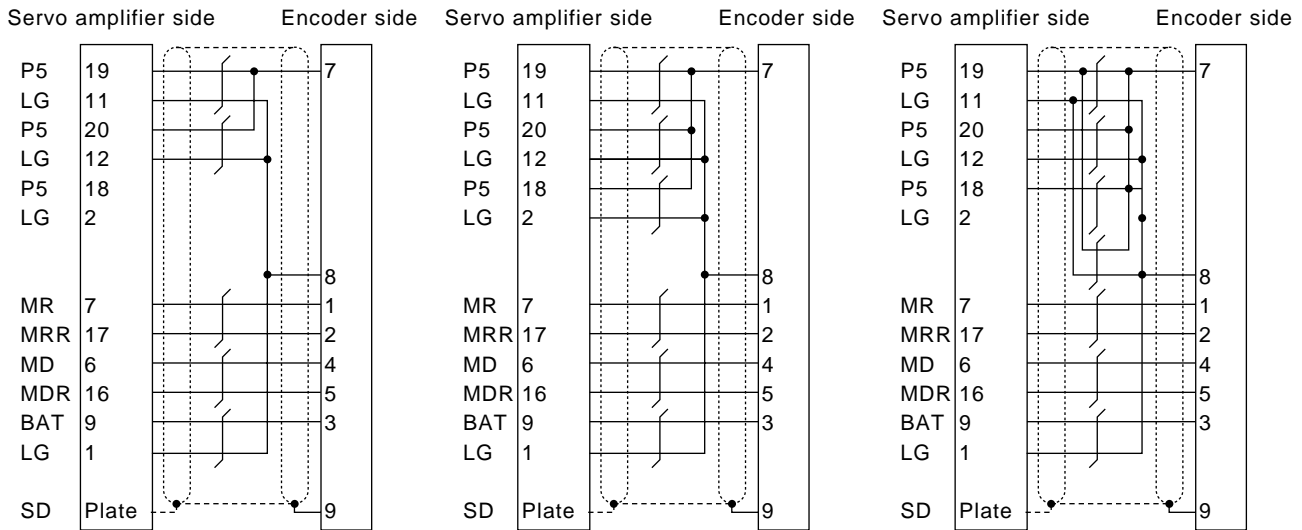 Servo amplifier side Encoder side
P5 19 7
LG 11
P5 20
LG 12
P5 18
LG 2
8
MR 7 1
MRR 17 2
MD 6 4
MDR 16 5
BAT 9 3
LG 1
SD Plate 9
Servo amplifier side Encoder side
P5 19 7
LG 11
P5 20
LG 12
P5 18
LG 2
8
MR 7 1
MRR 17 2
MD 6 4
MDR 16 5
BAT 9 3
LG 1
SD Plate 9
Servo amplifier side Encoder side
P5 19 7
LG 11
P5 20
LG 12
P5 18
LG 2
8
MR 7 1
MRR 17 2
MD 6 4
MDR 16 5
BAT 9 3
LG 1
SD Plate 9